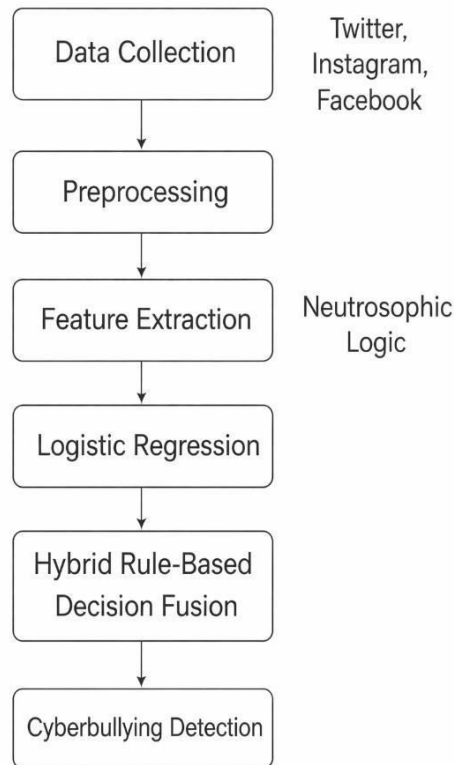 Data Collection
Twitter,
Instagram,
Facebook
Preprocessing
Feature Extraction
Neutrosophic
Logic
Logistic Regression
Hybrid Rule-Based
Decision Fusion
Cyberbullying Detection